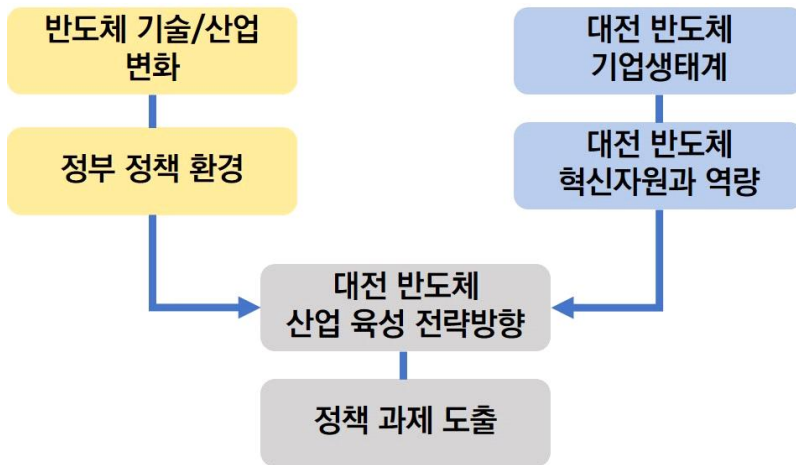 반도체 기술/산업
변화
정부 정책 환경
대전 반도체
기업생태계
대전 반도체
혁신자원과 역량
대전 반도체
산업 육성 전략방향
정책 과제 도출